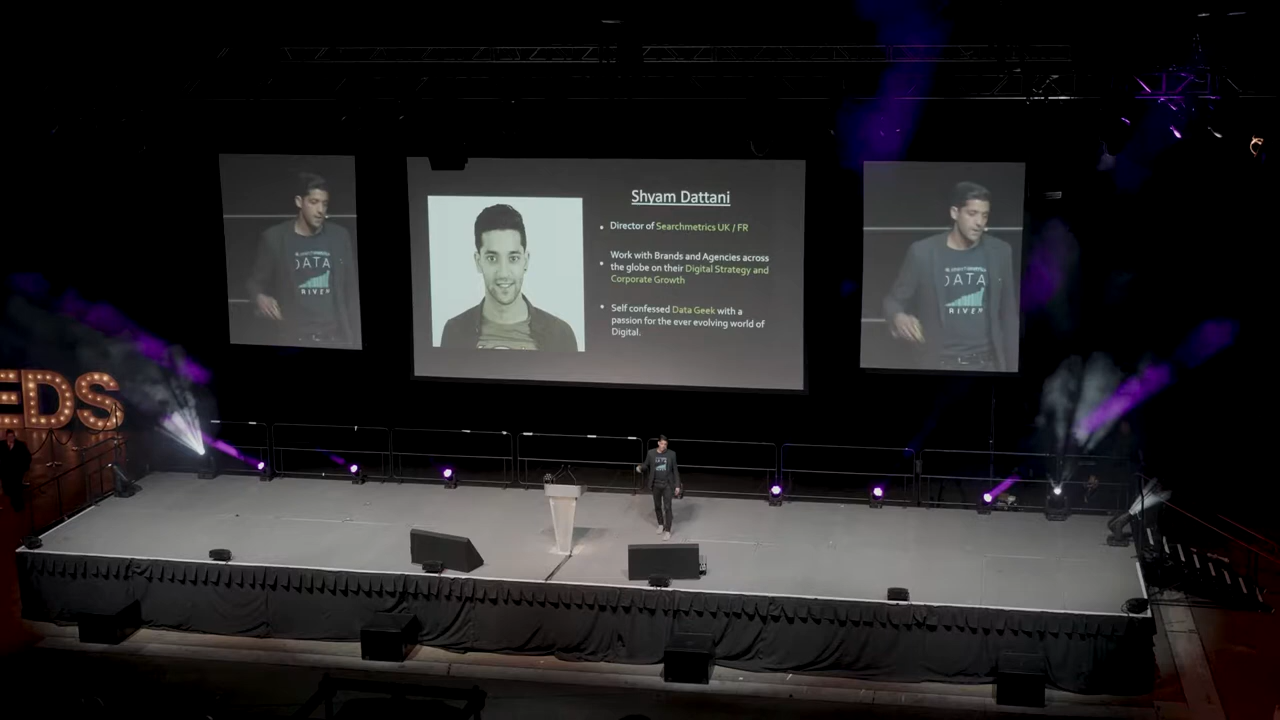 Shyam Dattani
Director of Searchmetrics UK / FR
Work with Brands and Agencies across
the globe on their Digital Strategy and
Corporate Growth
Self confessed Data Geek with a
passion for the ever evolving world of
Digital.
DATA
RIVEN
DATA
RIVEN
EDS